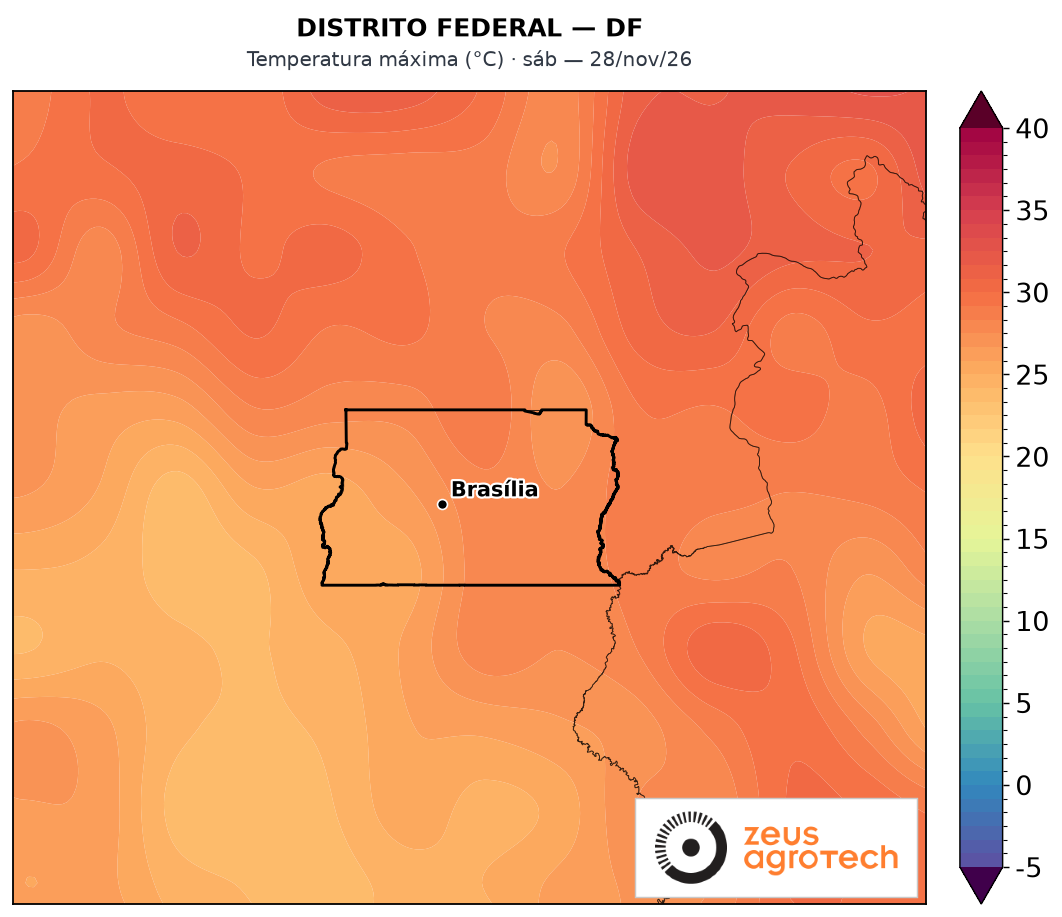 DISTRITO FEDERAL — DF
Temperatura máxima (°C) · sáb — 28/nov/26
40
35
30
25
20
15
10
5
0
-5
Brasília
zeus
agrotech